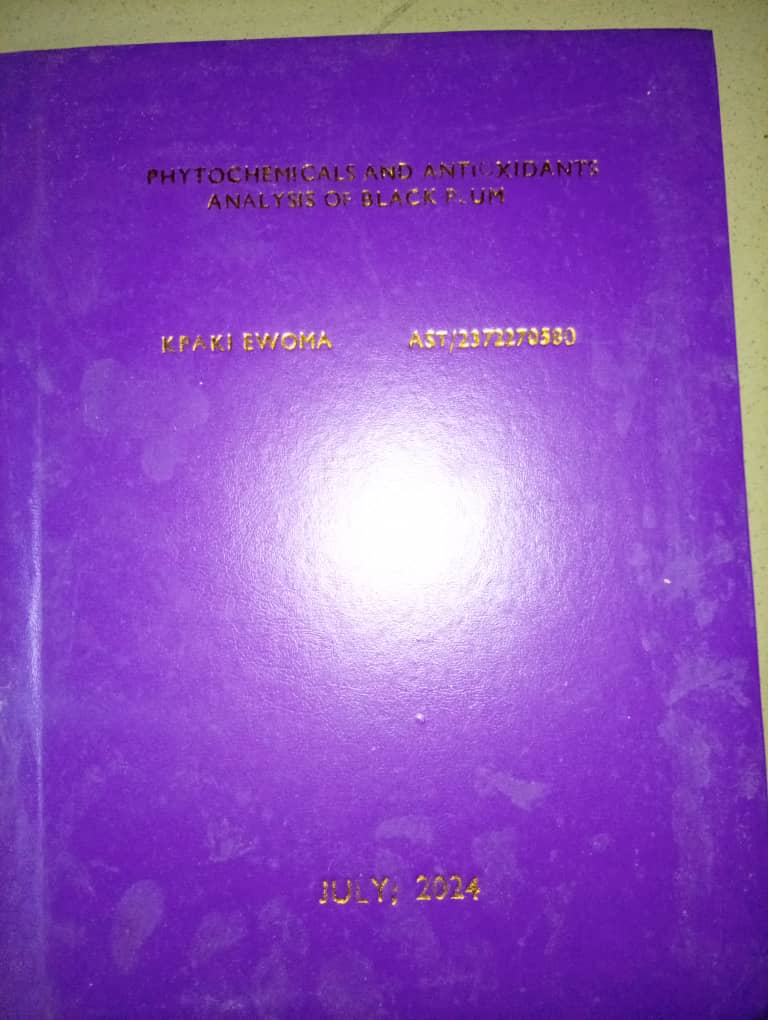 PHYTOCHEMICALS AND ANTIOXIDANTS
ANALYSIS OF BLACK PLUM
KPAKI EWOMA AST/2372270580
JULY, 2024